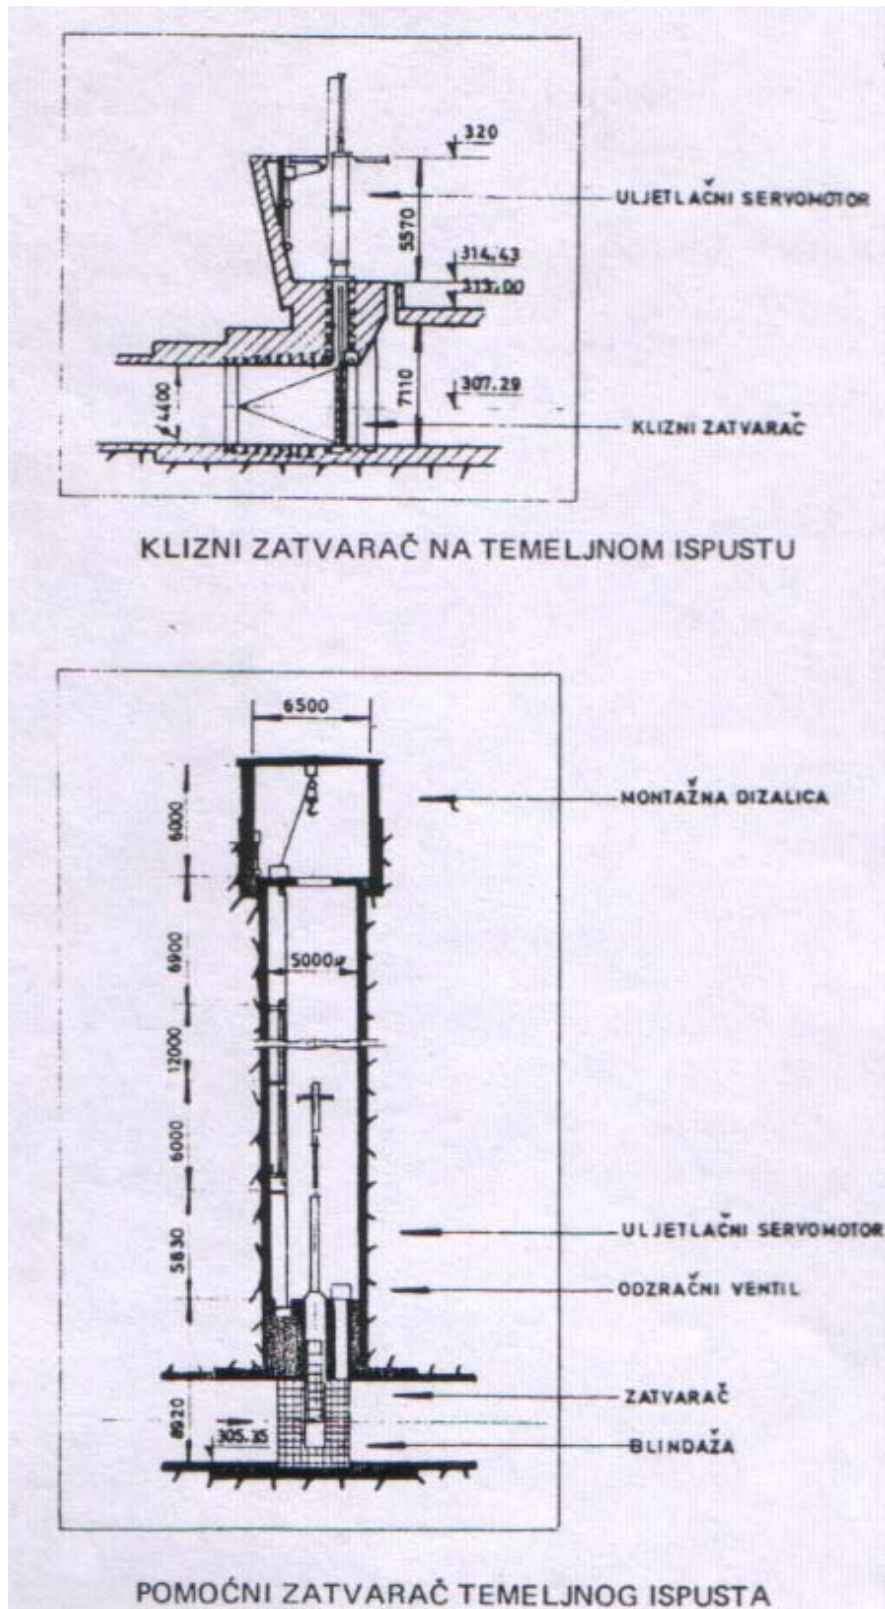 320
ULJETLAČNI SERVOMOTOR
5570
314.43
313.00
4400
7110
307.29
KLIZNI ZATVARAČ
KLIZNI ZATVARAČ NA TEMELJNOM ISPUSTU
6500
MONTAŽNA DIZALICA
6000
6900
5000
12000
6000
5830
ULJETLAČNI SERVOMOTOR
ODZRAČNI VENTIL
ZATVARAČ
8920
305.35
BLINDAŽA
POMOĆNI ZATVARAČ TEMELJNOG ISPUSTA